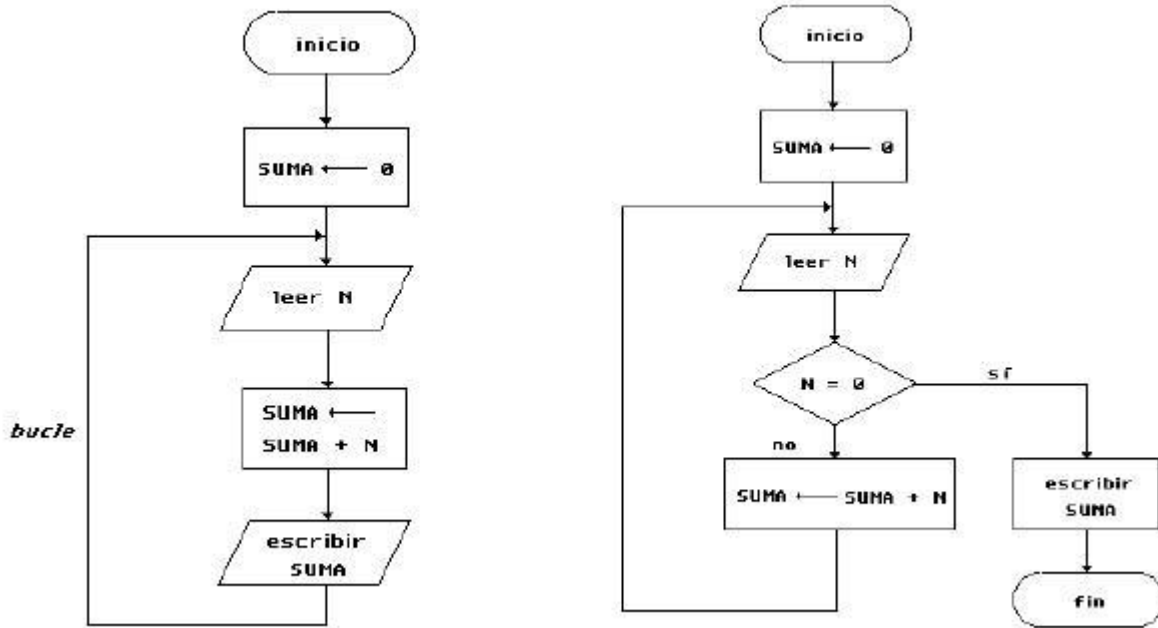 inicio
SUMA ← 0
leer N
bucle
SUMA ←
SUMA + N
escribir
SUMA
inicio
SUMA ← 0
leer N
N = 0
sí
no
SUMA ← SUMA + N
escribir
SUMA
fin